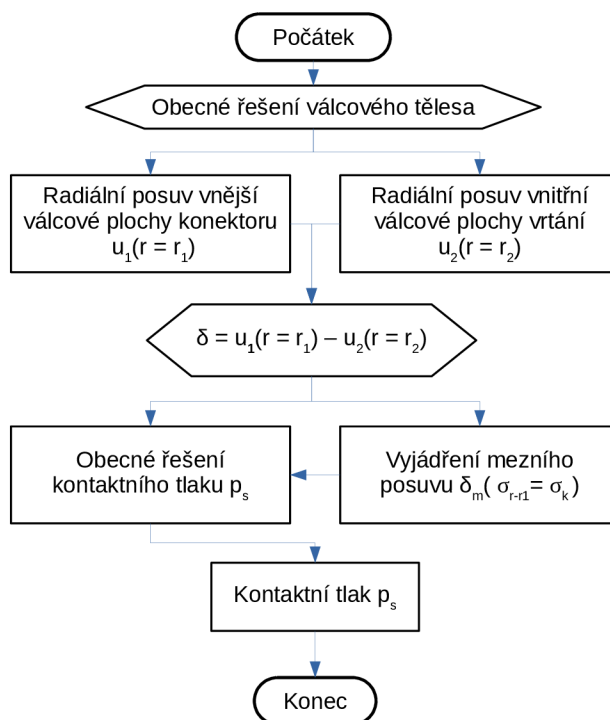 Počátek
Obecné řešení válcového tělesa
Radiální posuv vnější
válcové plochy konektoru
u₁(r = r₁)
Radiální posuv vnitřní
válcové plochy vrtání
u₂(r = r₂)
δ = u₁(r = r₁) – u₂(r = r₂)
Obecné řešení
kontaktního tlaku pₛ
Vyjádření mezního
posuvu δₘ( σᵣ₋ᵣ₁= σₖ )
Kontaktní tlak pₛ
Konec